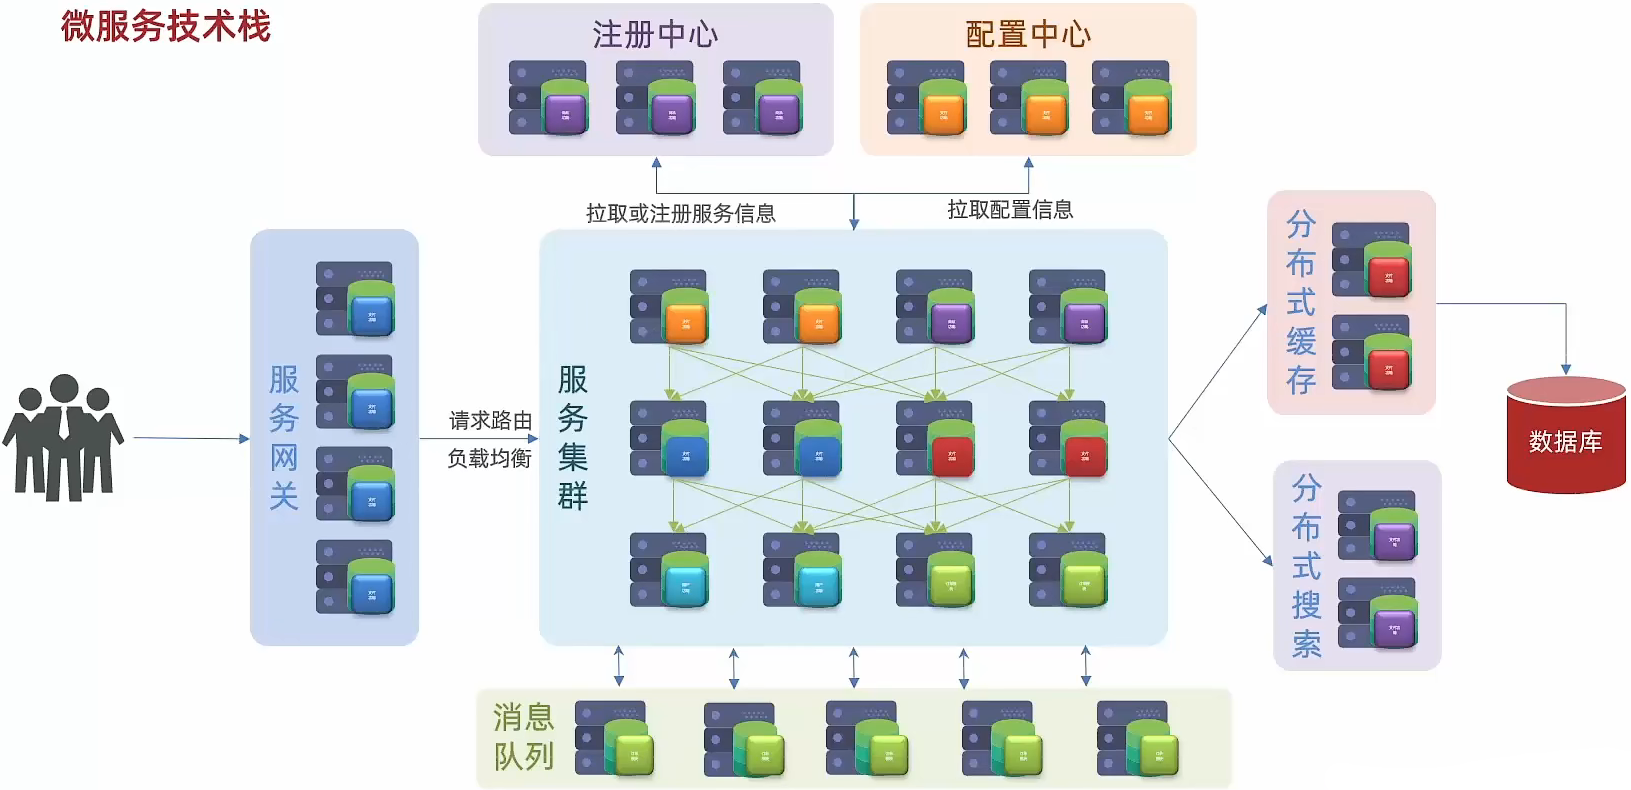 微服务技术栈
注册中心
配置中心
拉取或注册服务信息
拉取配置信息
服务网关
请求路由
负载均衡
服务集群
分布式缓存
分布式搜索
数据库
消息
队列